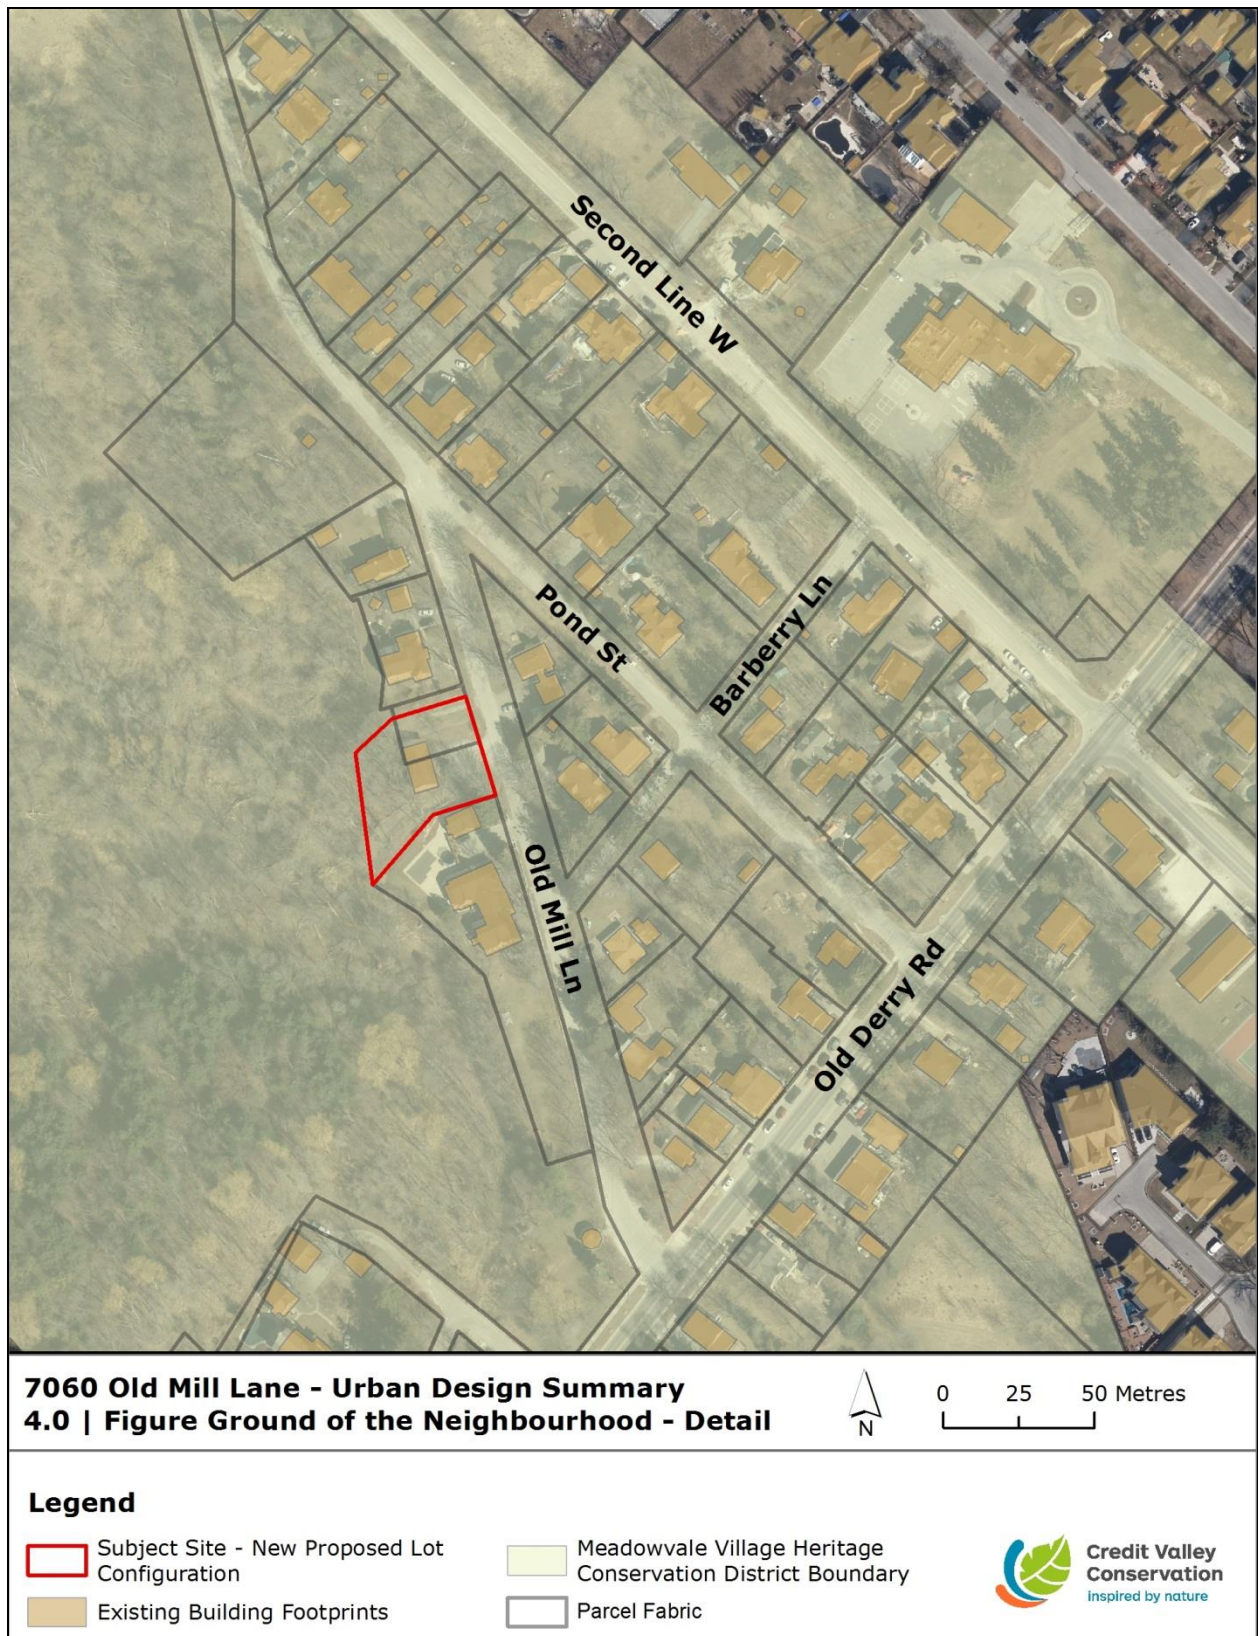 Second Line W
Pond St
Barberry Ln
Old Mill Ln
Old Derry Rd
7060 Old Mill Lane - Urban Design Summary
4.0 | Figure Ground of the Neighbourhood - Detail
N
0 25 50 Metres
Legend
Subject Site - New Proposed Lot
Configuration
Existing Building Footprints
Meadowvale Village Heritage
Conservation District Boundary
Parcel Fabric
Credit Valley
Conservation
inspired by nature